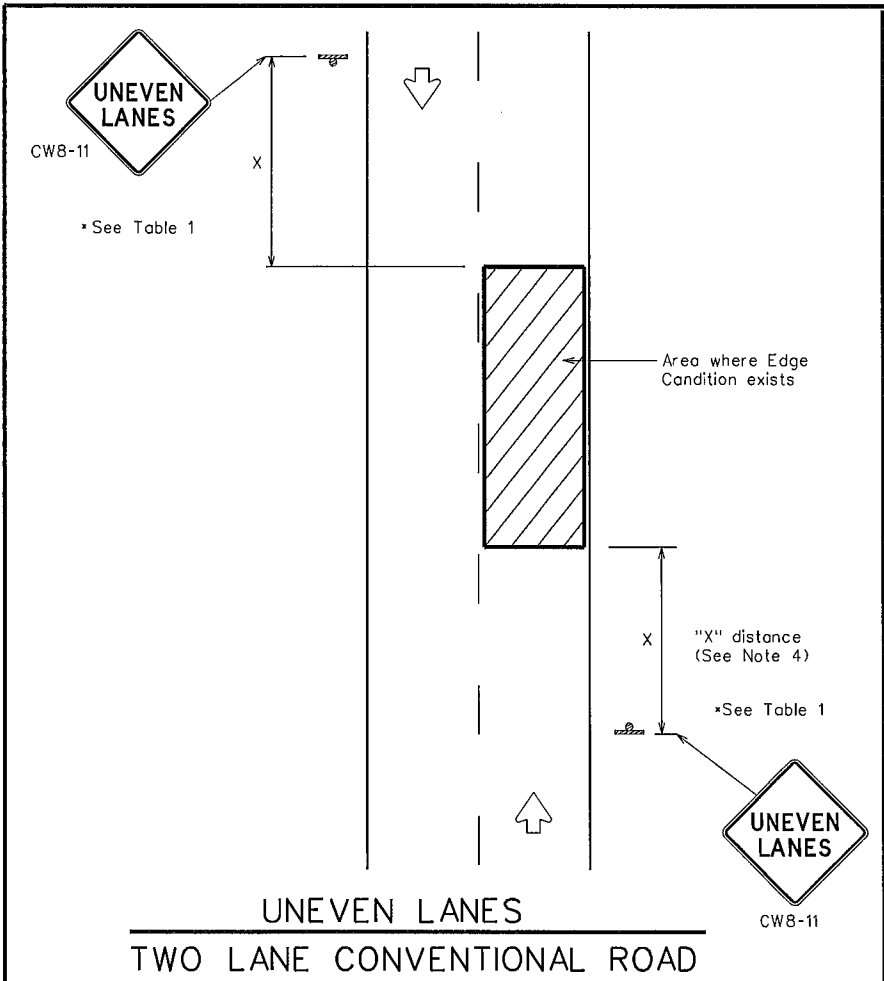 UNEVEN
LANES
CW8-11
X
*See Table 1
Area where Edge
Candition exists
X
"X" distance
(See Note 4)
*See Table 1
UNEVEN
LANES
CW8-11
UNEVEN LANES
TWO LANE CONVENTIONAL ROAD